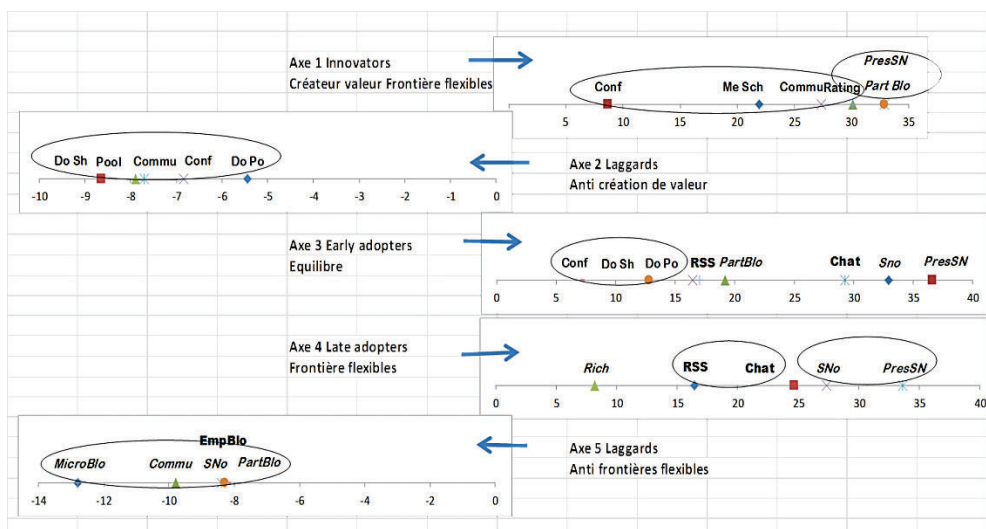 Axe 1 Innovators
Créateur valeur Frontière flexibles
PresSN
Conf Me Sch Commu Rating Part Blo
5 10 15 20 25 30 35
Do Sh Pool Commu Conf Do Po
-10 -9 -8 -7 -6 -5 -4 -3 -2 -1 0
Axe 2 Laggards
Anti création de valeur
Axe 3 Early adopters
Equilibre
Conf Do Sh Do Po RSS PartBlo Chat Sno PresSN
0 5 10 15 20 25 30 35 40
Axe 4 Late adopters
Frontière flexibles
Rich RSS Chat SNo PresSN
0 5 10 15 20 25 30 35 40
EmpBlo
MicroBlo Commu SNo PartBlo
-14 -12 -10 -8 -6 -4 -2 0
Axe 5 Laggards
Anti frontières flexibles